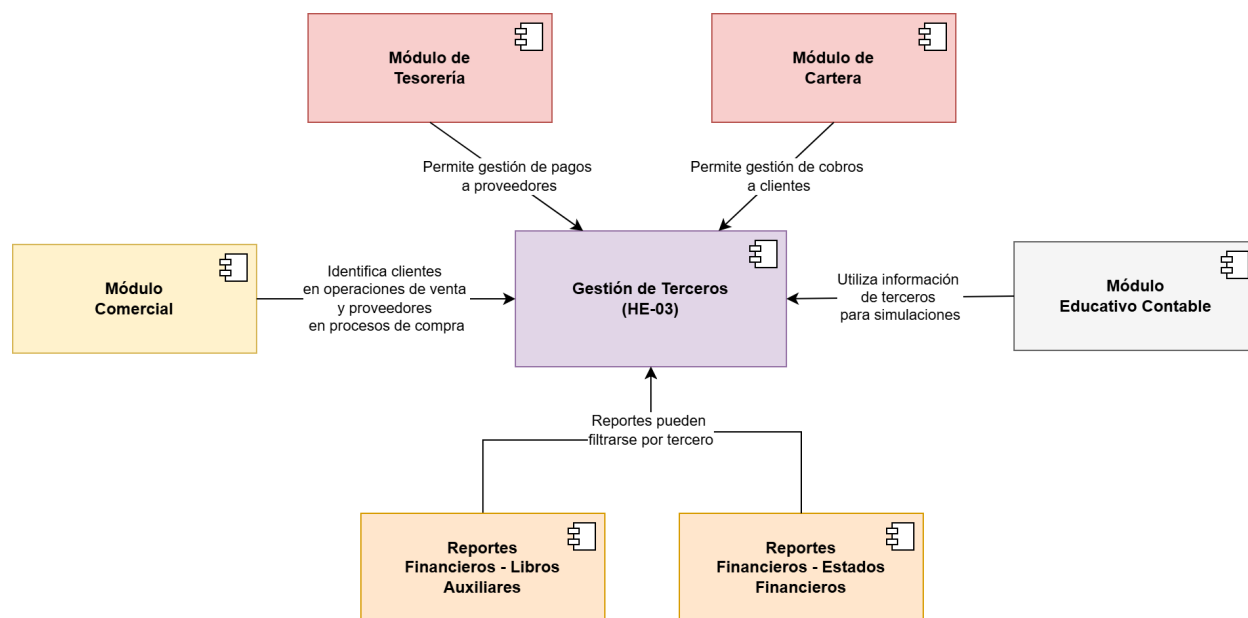 Módulo de
Tesorería
Módulo de
Cartera
Permite gestión de pagos
a proveedores
Permite gestión de cobros
a clientes
Módulo
Comercial
Identifica clientes
en operaciones de venta
y proveedores
en procesos de compra
Gestión de Terceros
(HE-03)
Utiliza información
de terceros
para simulaciones
Módulo
Educativo Contable
Reportes pueden
filtrarse por tercero
Reportes
Financieros - Libros
Auxiliares
Reportes
Financieros - Estados
Financieros